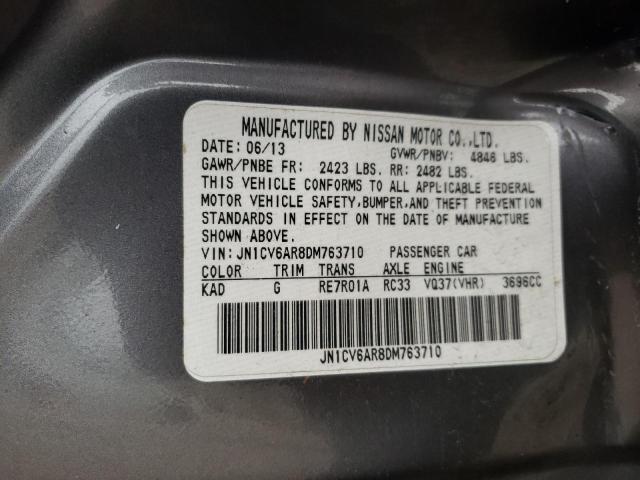 MANUFACTURED BY NISSAN MOTOR CO.,LTD.
DATE: 06/13 GVWR/PNBV: 4846 LBS.
GAWR/PNBE FR: 2423 LBS. RR: 2482 LBS.
THIS VEHICLE CONFORMS TO ALL APPLICABLE FEDERAL
MOTOR VEHICLE SAFETY,BUMPER,AND THEFT PREVENTION
STANDARDS IN EFFECT ON THE DATE OF MANUFACTURE
SHOWN ABOVE.
VIN: JN1CV6AR8DM763710 PASSENGER CAR
COLOR TRIM TRANS AXLE ENGINE
KAD G RE7R01A RC33 VQ37(VHR) 3696CC
JN1CV6AR8DM763710